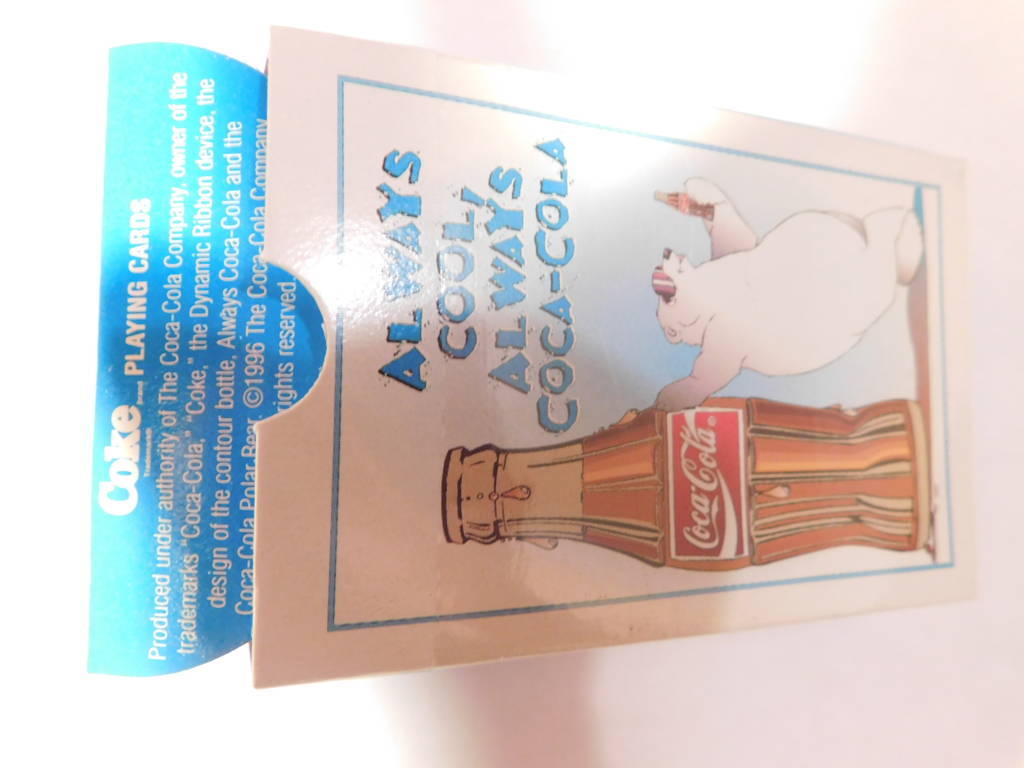 Coke brand PLAYING CARDS
Trademark®
Produced under authority of The Coca-Cola Company, owner of the
trademarks "Coca-Cola," "Coke," the Dynamic Ribbon device, the
design of the contour bottle, Always Coca-Cola and the
Coca-Cola Polar Bear. ©1996 The Coca-Cola Company
rights reserved.
ALWAYS
COOL,
ALWAYS
COCA-COLA
Coca-Cola®